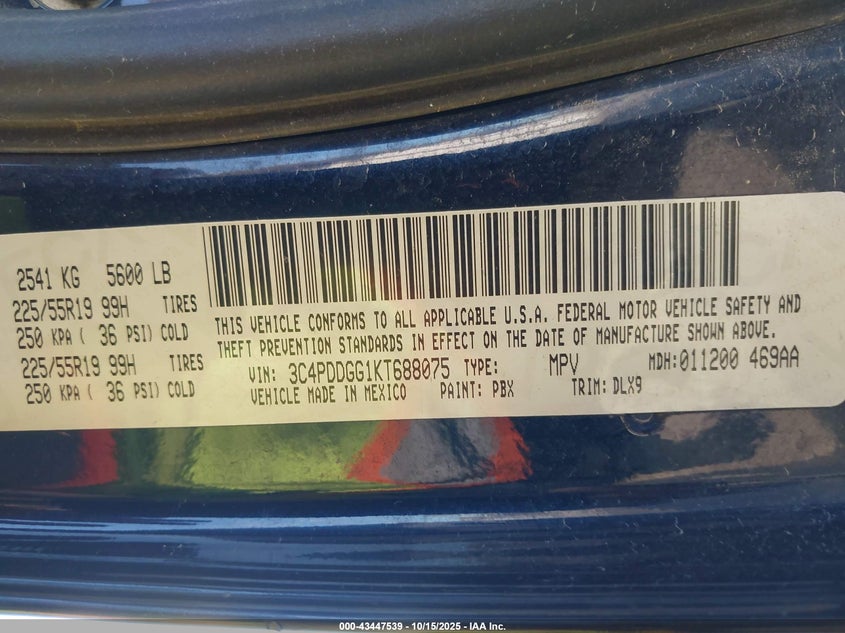 2541 KG 5600 LB
225/55R19 99H TIRES
250 KPA ( 36 PSI) COLD
225/55R19 99H TIRES
250 KPA ( 36 PSI) COLD
THIS VEHICLE CONFORMS TO ALL APPLICABLE U.S.A. FEDERAL MOTOR VEHICLE SAFETY AND
THEFT PREVENTION STANDARDS IN EFFECT ON THE DATE OF MANUFACTURE SHOWN ABOVE.
VIN: 3C4PDDGG1KT688075 TYPE: MPV MDH:011200 469AA
VEHICLE MADE IN MEXICO PAINT: PBX TRIM: DLX9
000-43447539 - 10/15/2025 - IAA Inc.